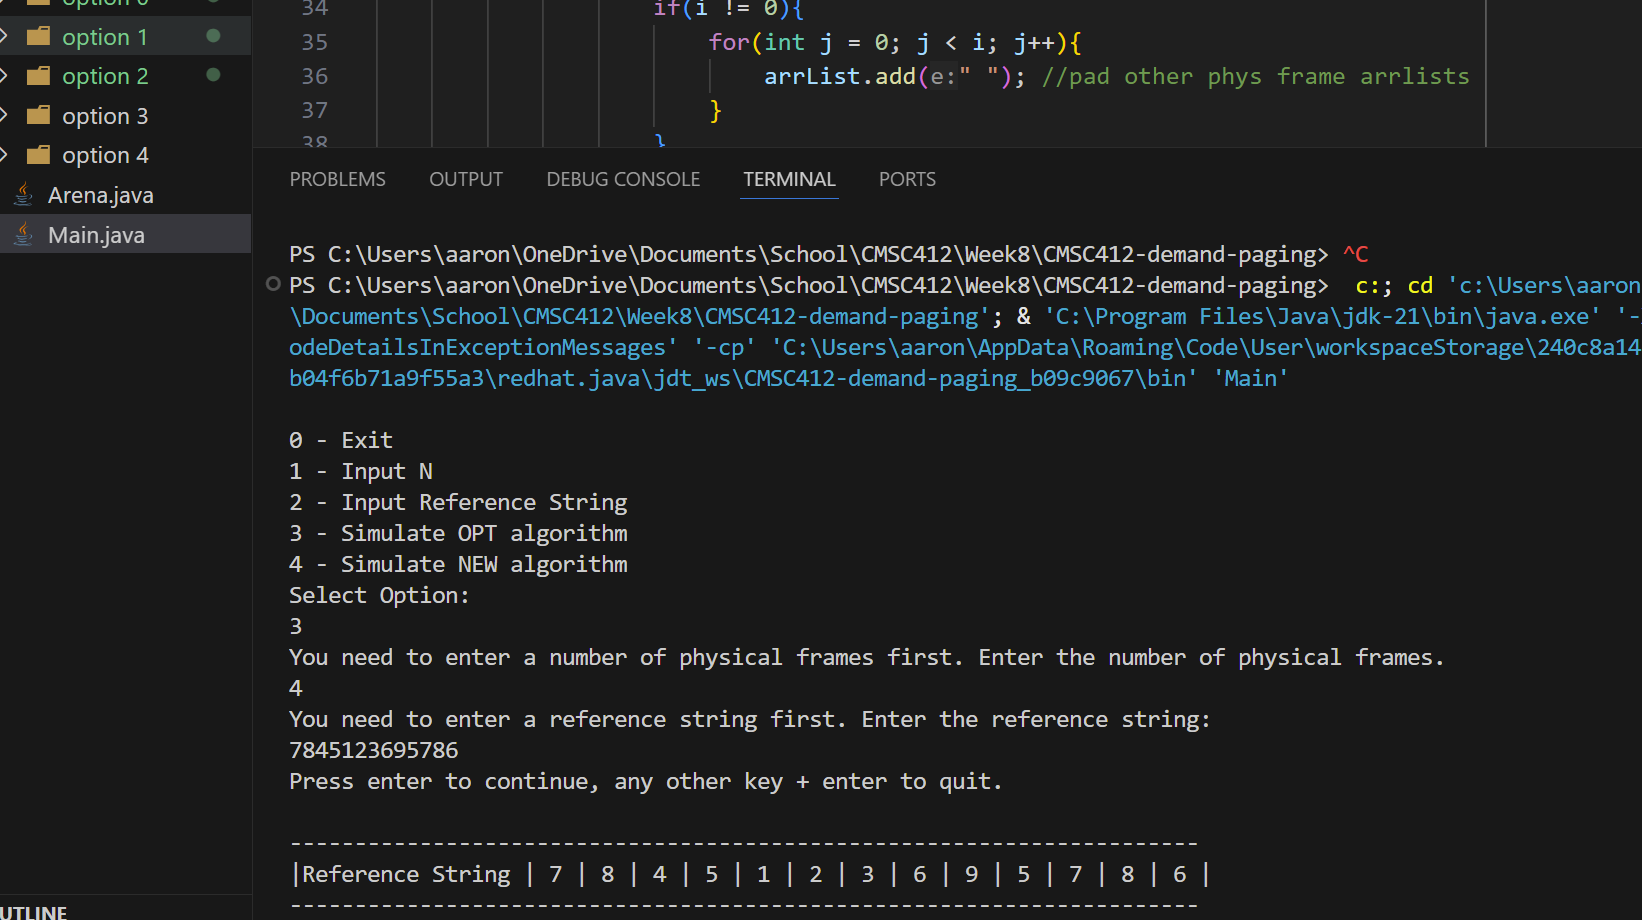 option 0
option 1
option 2
option 3
option 4
Arena.java
Main.java
UTLINE
34 if(i != 0){
35 for(int j = 0; j < i; j++){
36 arrList.add(e:" "); //pad other phys frame arrlists
37 }
38 }
PROBLEMS OUTPUT DEBUG CONSOLE TERMINAL PORTS
PS C:\Users\aaron\OneDrive\Documents\School\CMSC412\Week8\CMSC412-demand-paging> ^C
PS C:\Users\aaron\OneDrive\Documents\School\CMSC412\Week8\CMSC412-demand-paging> c:; cd 'c:\Users\aaron
\Documents\School\CMSC412\Week8\CMSC412-demand-paging'; & 'C:\Program Files\Java\jdk-21\bin\java.exe' '-
odeDetailsInExceptionMessages' '-cp' 'C:\Users\aaron\AppData\Roaming\Code\User\workspaceStorage\240c8a14
b04f6b71a9f55a3\redhat.java\jdt_ws\CMSC412-demand-paging_b09c9067\bin' 'Main'
0 - Exit
1 - Input N
2 - Input Reference String
3 - Simulate OPT algorithm
4 - Simulate NEW algorithm
Select Option:
3
You need to enter a number of physical frames first. Enter the number of physical frames.
4
You need to enter a reference string first. Enter the reference string:
7845123695786
Press enter to continue, any other key + enter to quit.
----------------------------------------------------------------------
|Reference String | 7 | 8 | 4 | 5 | 1 | 2 | 3 | 6 | 9 | 5 | 7 | 8 | 6 |
----------------------------------------------------------------------